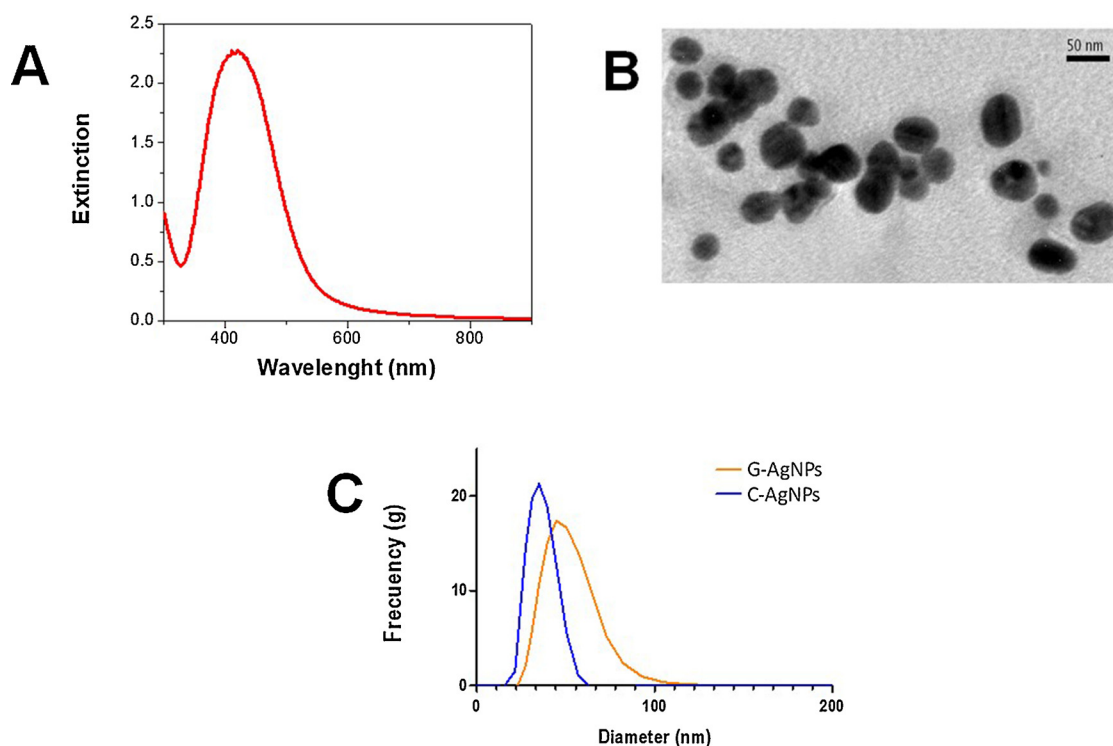 A
2.5
2.0
1.5
1.0
0.5
0.0
Extinction
400
600
800
Wavelenght (nm)
B
50 nm
C
G-AgNPs
C-AgNPs
20
10
0
Frecuency (g)
0
100
200
Diameter (nm)